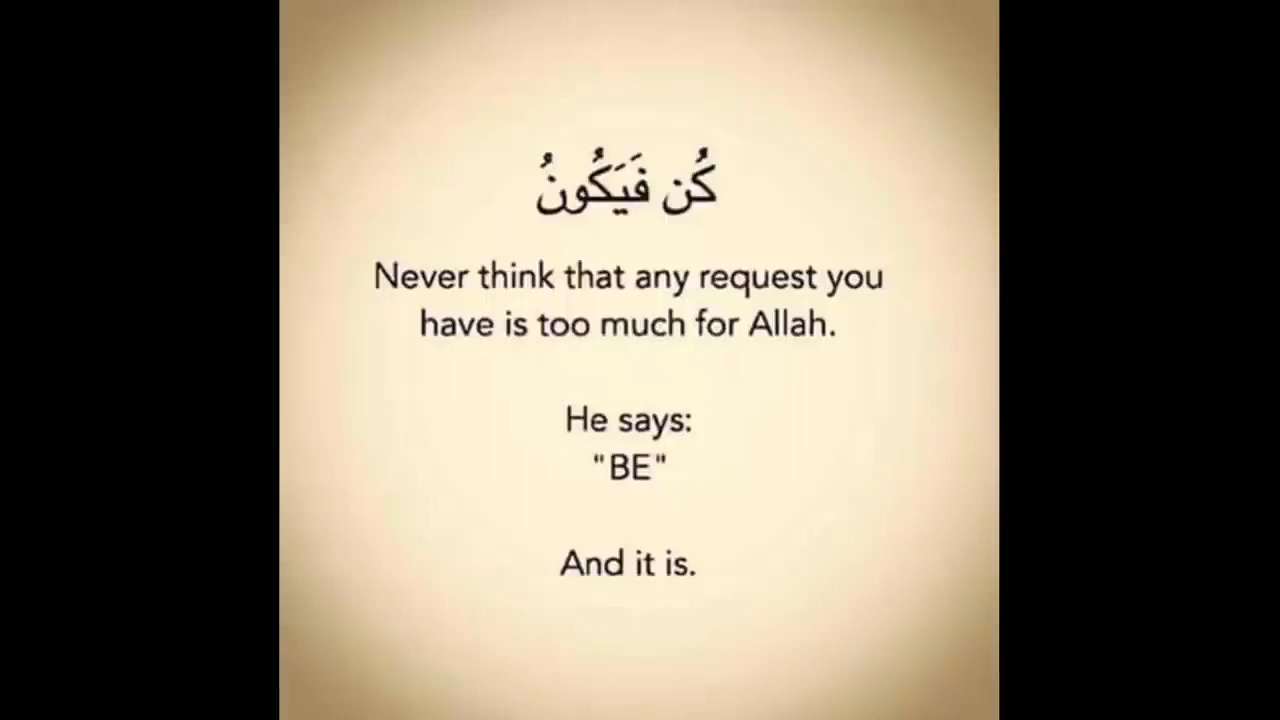 كُن فَيَكُونُ
Never think that any request you
have is too much for Allah.
He says:
"BE"
And it is.